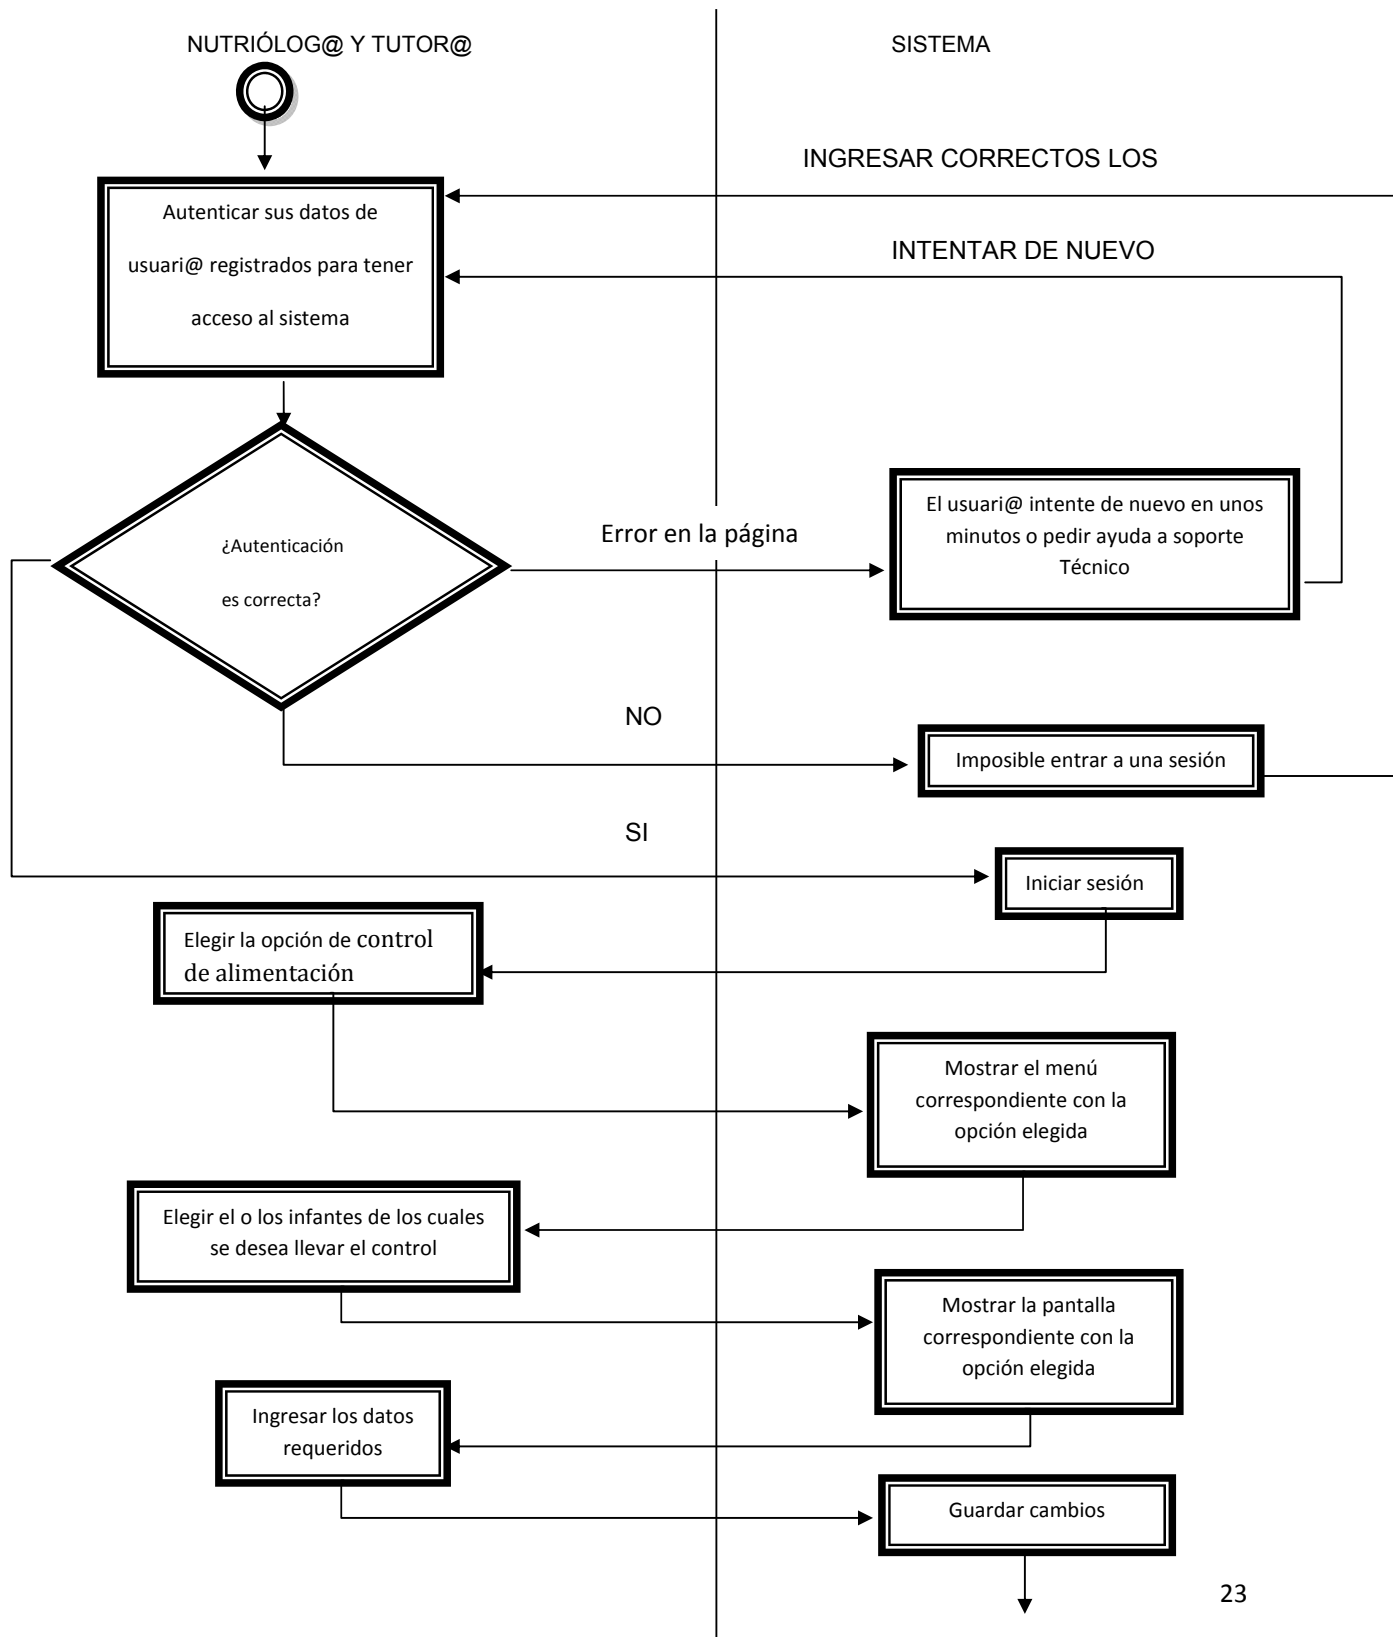 NUTRIÓLOG@ Y TUTOR@
SISTEMA
INGRESAR CORRECTOS LOS
Autenticar sus datos de
usuari@ registrados para tener
acceso al sistema
INTENTAR DE NUEVO
¿Autenticación
es correcta?
Error en la página
El usuari@ intente de nuevo en unos
minutos o pedir ayuda a soporte
Técnico
NO
Imposible entrar a una sesión
SI
Iniciar sesión
Elegir la opción de control
de alimentación
Mostrar el menú
correspondiente con la
opción elegida
Elegir el o los infantes de los cuales
se desea llevar el control
Mostrar la pantalla
correspondiente con la
opción elegida
Ingresar los datos
requeridos
Guardar cambios
23